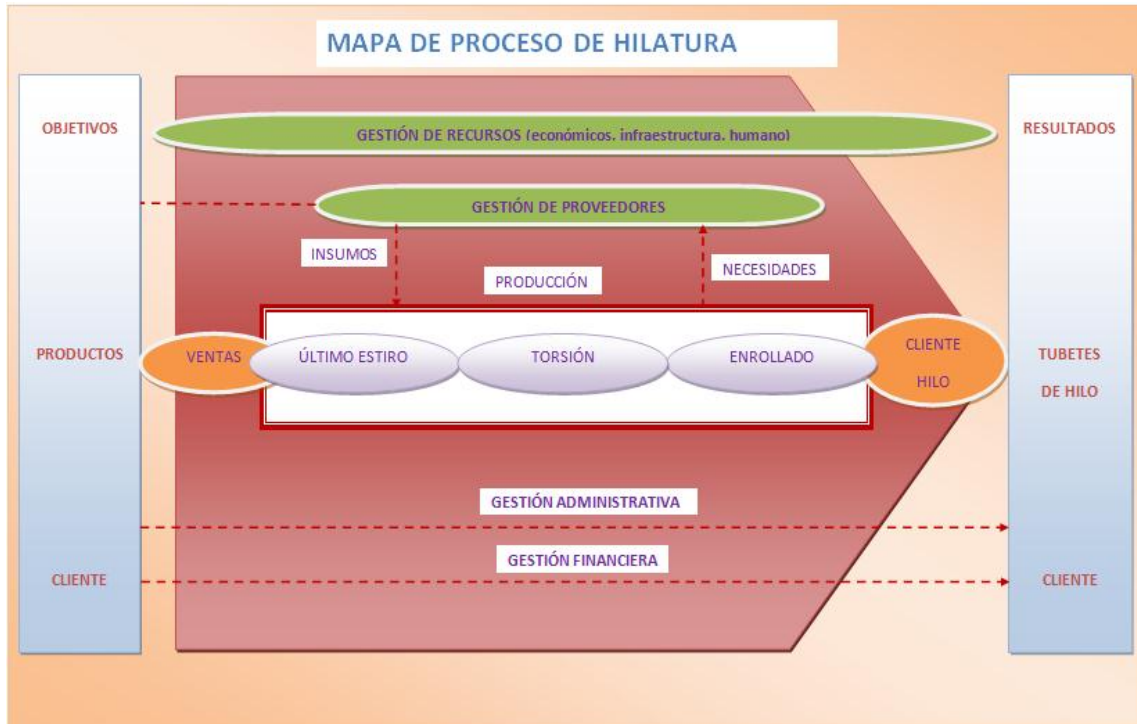 MAPA DE PROCESO DE HILATURA
OBJETIVOS
GESTIÓN DE RECURSOS (económicos, infraestructura, humano)
RESULTADOS
GESTIÓN DE PROVEEDORES
INSUMOS
NECESIDADES
PRODUCCIÓN
PRODUCTOS
VENTAS
ÚLTIMO ESTIRO
TORSIÓN
ENROLLADO
CLIENTE
HILO
TUBETES
DE HILO
GESTIÓN ADMINISTRATIVA
GESTIÓN FINANCIERA
CLIENTE
CLIENTE